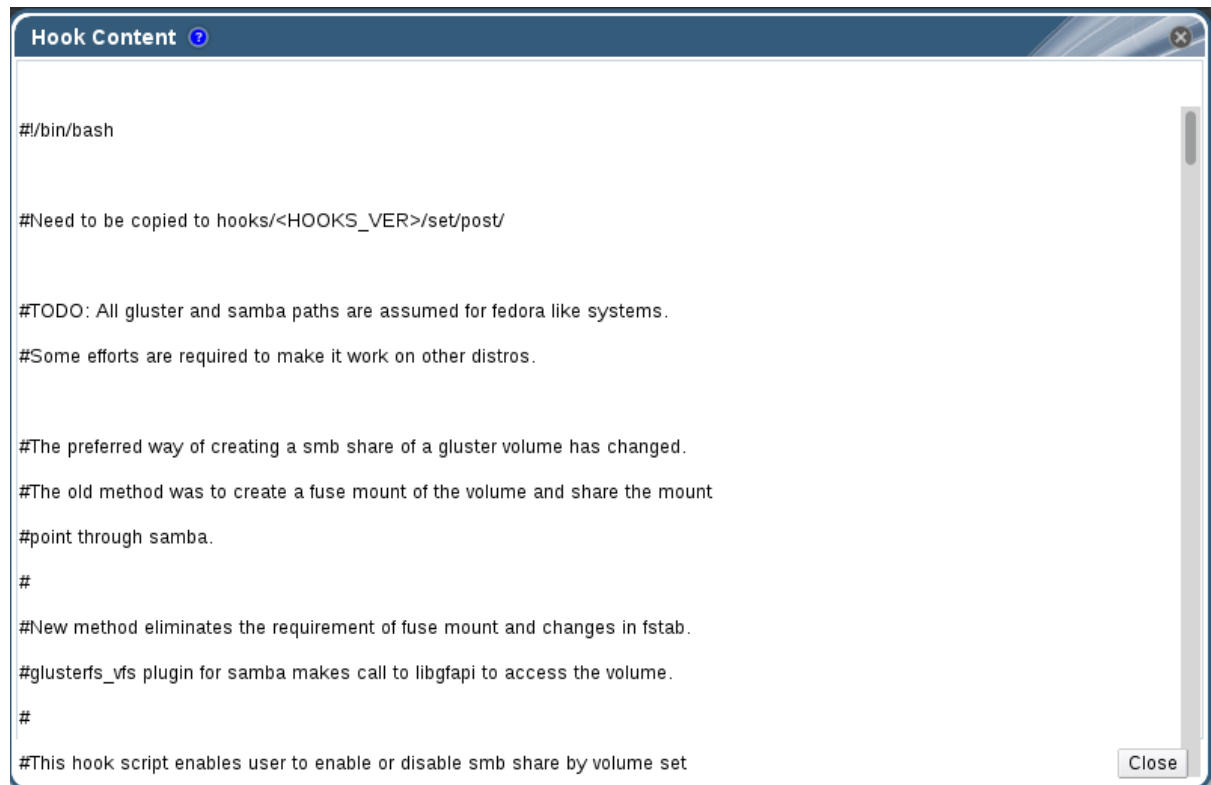 Hook Content ?
#!/bin/bash
#Need to be copied to hooks/<HOOKS_VER>/set/post/
#TODO: All gluster and samba paths are assumed for fedora like systems.
#Some efforts are required to make it work on other distros.
#The preferred way of creating a smb share of a gluster volume has changed.
#The old method was to create a fuse mount of the volume and share the mount
#point through samba.
#
#New method eliminates the requirement of fuse mount and changes in fstab.
#glusterfs_vfs plugin for samba makes call to libgfapi to access the volume.
#
#This hook script enables user to enable or disable smb share by volume set
Close